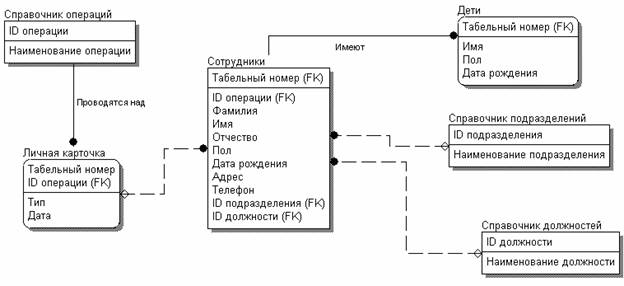 Справочник операций
ID операции
Наименование операции
Проводятся над
Личная карточка
Табельный номер
ID операции (FK)
Тип
Дата
Сотрудники
Табельный номер (FK)
ID операции (FK)
Фамилия
Имя
Отчество
Пол
Дата рождения
Адрес
Телефон
ID подразделения (FK)
ID должности (FK)
Имеют
Дети
Табельный номер (FK)
Имя
Пол
Дата рождения
Справочник подразделений
ID подразделения
Наименование подразделения
Справочник должностей
ID должности
Наименование должности